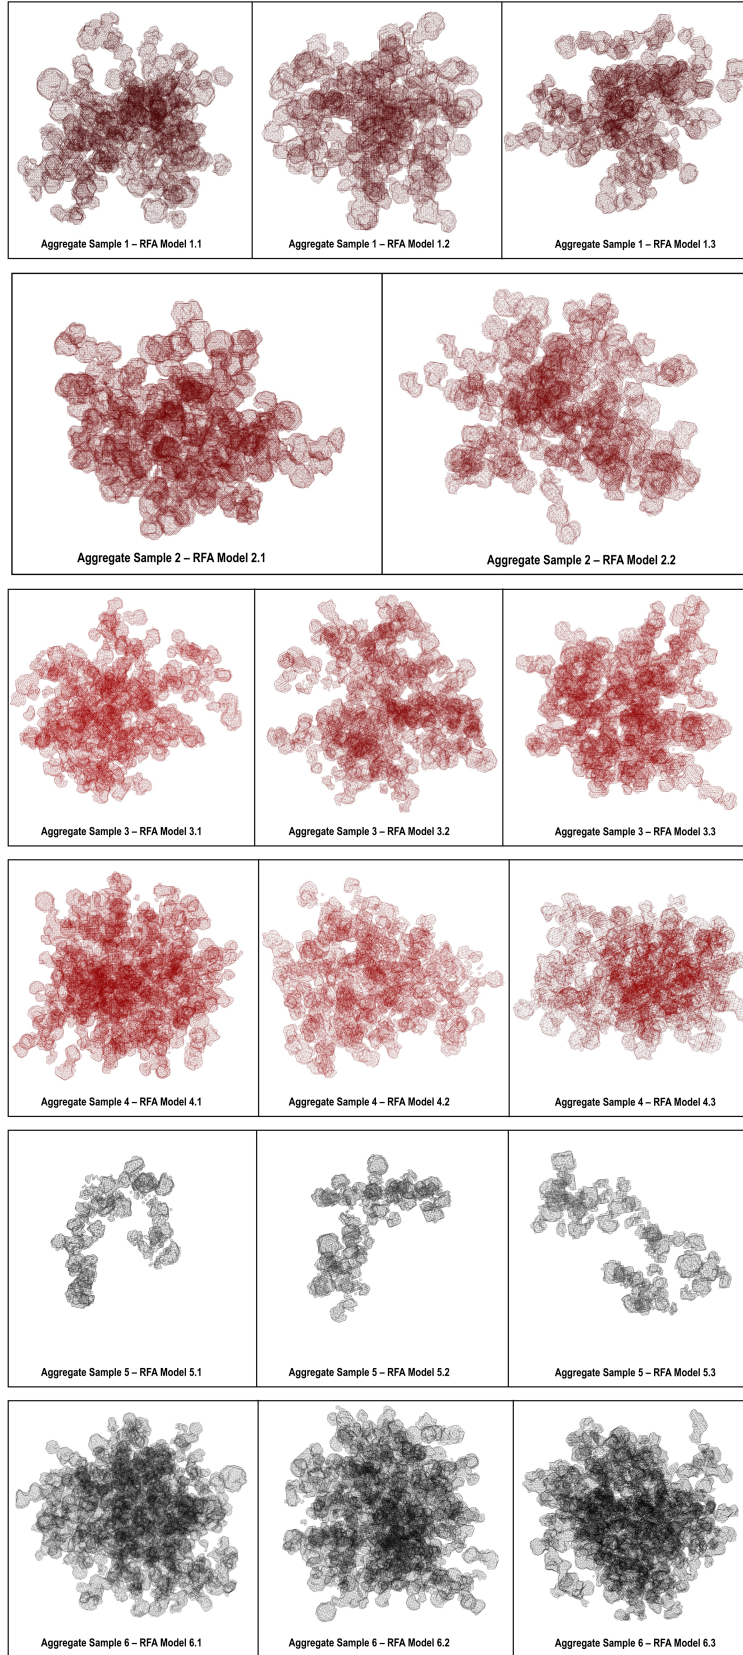 Aggregate Sample 1 – RFA Model 1.1
Aggregate Sample 1 – RFA Model 1.2
Aggregate Sample 1 – RFA Model 1.3
Aggregate Sample 2 – RFA Model 2.1
Aggregate Sample 2 – RFA Model 2.2
Aggregate Sample 3 – RFA Model 3.1
Aggregate Sample 3 – RFA Model 3.2
Aggregate Sample 3 – RFA Model 3.3
Aggregate Sample 4 – RFA Model 4.1
Aggregate Sample 4 – RFA Model 4.2
Aggregate Sample 4 – RFA Model 4.3
Aggregate Sample 5 – RFA Model 5.1
Aggregate Sample 5 – RFA Model 5.2
Aggregate Sample 5 – RFA Model 5.3
Aggregate Sample 6 – RFA Model 6.1
Aggregate Sample 6 – RFA Model 6.2
Aggregate Sample 6 – RFA Model 6.3